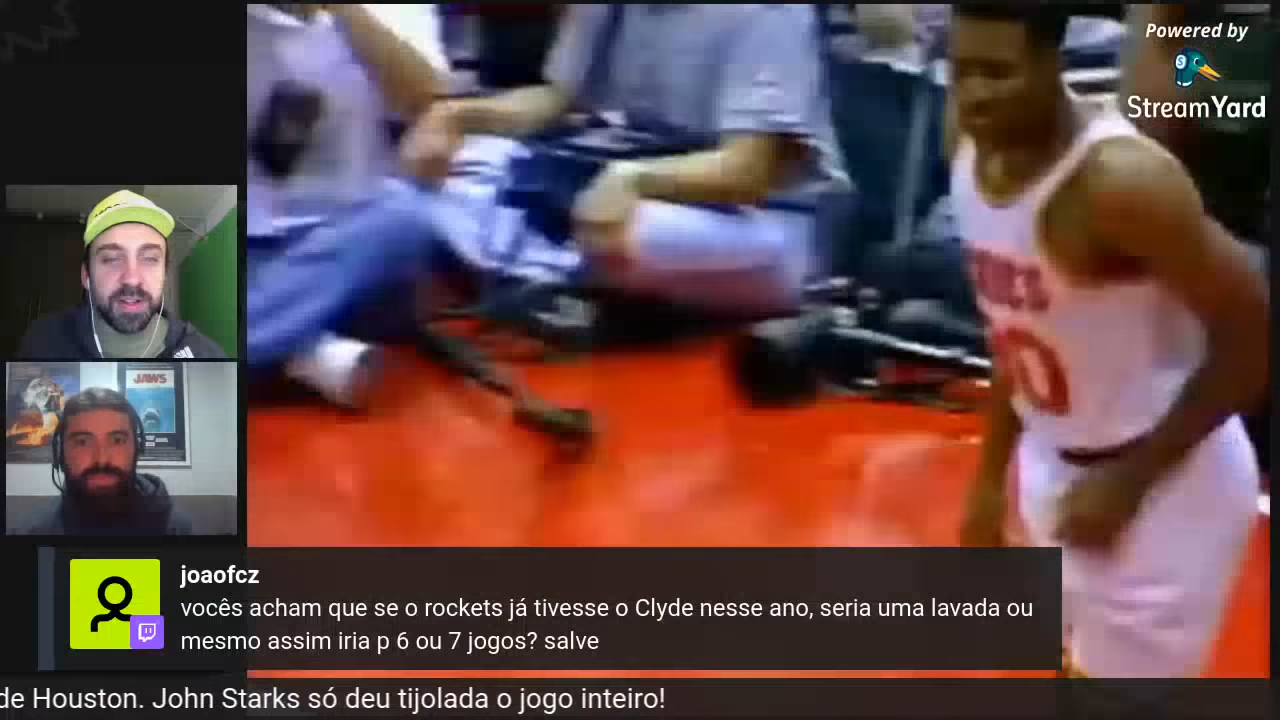 Powered by
StreamYard
JAWS
joaofcz
vocês acham que se o rockets já tivesse o Clyde nesse ano, seria uma lavada ou
mesmo assim iria p 6 ou 7 jogos? salve
de Houston. John Starks só deu tijolada o jogo inteiro!